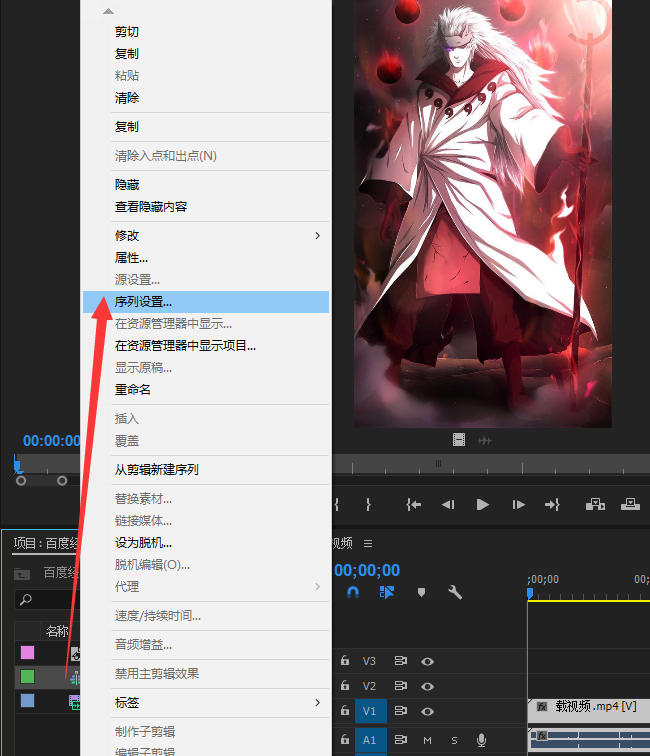 剪切
复制
粘贴
清除
复制
清除入点和出点(N)
隐藏
查看隐藏内容
修改
属性...
源设置...
序列设置...
在资源管理器中显示...
在资源管理器中显示项目...
显示原稿...
重命名
插入
覆盖
从剪辑新建序列
替换素材...
链接媒体...
设为脱机...
脱机编辑(O)...
代理
速度/持续时间...
音频增益...
禁用主剪辑效果
标签
制作子剪辑
编辑子剪辑
00:00:00
项目: 百度经
百度经
名称
视频
00;00;00
;00;00
00;
V3
V2
V1
fx 载视频.mp4 [V]
A1 M S
fx